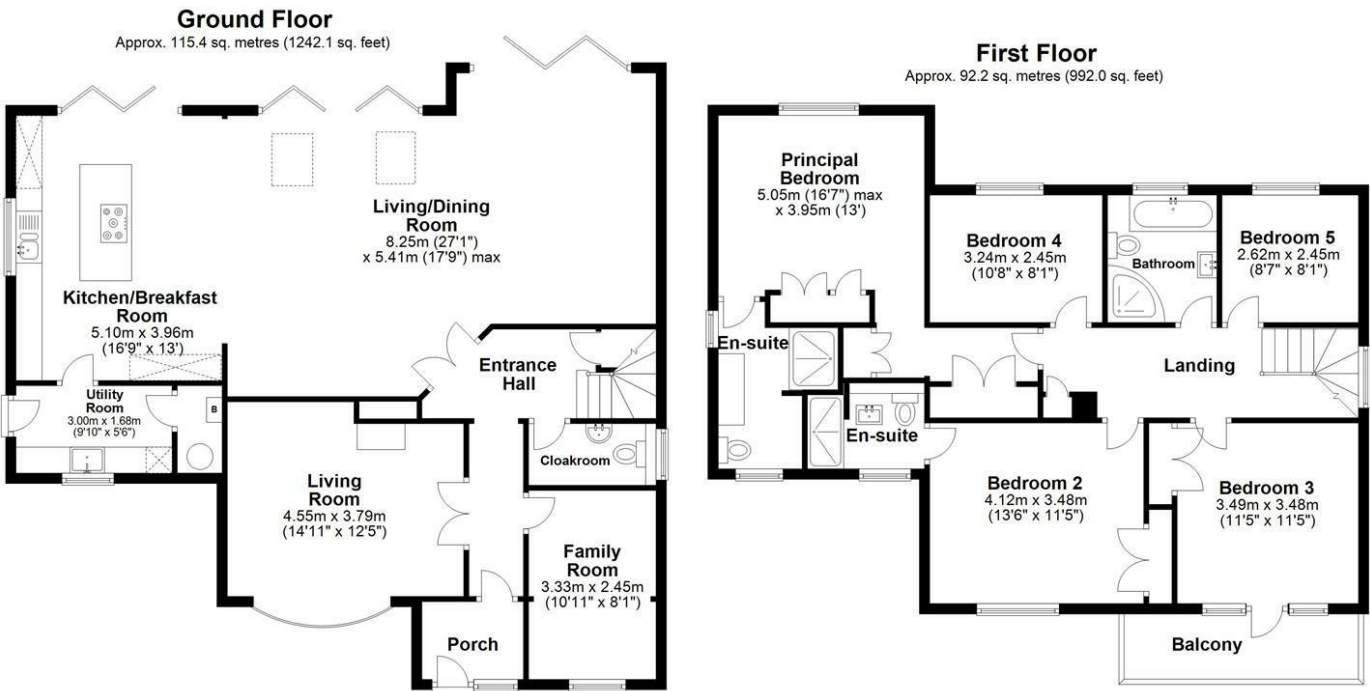 Ground Floor
Approx. 115.4 sq. metres (1242.1 sq. feet)
Living/Dining
Room
8.25m (27'1")
x 5.41m (17'9") max
Kitchen/Breakfast
Room
5.10m x 3.96m
(16'9" x 13')
Entrance
Hall
Utility
Room
3.00m x 1.68m
(9'10" x 5'6")
B
Cloakroom
Living
Room
4.55m x 3.79m
(14'11" x 12'5")
Family
Room
3.33m x 2.45m
(10'11" x 8'1")
Porch
First Floor
Approx. 92.2 sq. metres (992.0 sq. feet)
Principal
Bedroom
5.05m (16'7") max
x 3.95m (13')
Bedroom 4
3.24m x 2.45m
(10'8" x 8'1")
Bathroom
Bedroom 5
2.62m x 2.45m
(8'7" x 8'1")
En-suite
Landing
En-suite
Bedroom 2
4.12m x 3.48m
(13'6" x 11'5")
Bedroom 3
3.49m x 3.48m
(11'5" x 11'5")
Balcony